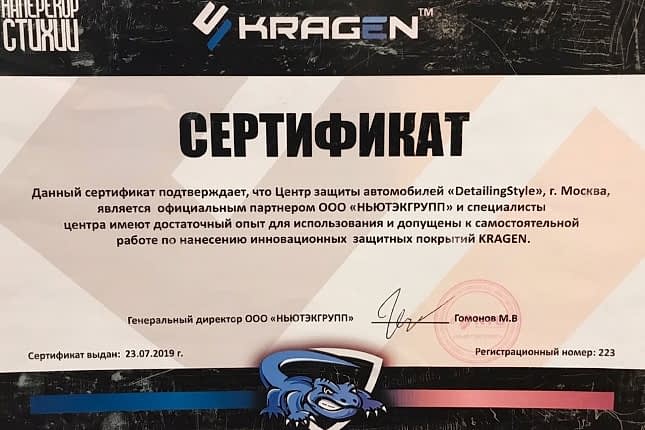 НАПЕРЕКОР
СТИХИИ
KRAGEN™
СЕРТИФИКАТ
Данный сертификат подтверждает, что Центр защиты автомобилей «DetailingStyle», г. Москва,
является официальным партнером ООО «НЬЮТЭКГРУПП» и специалисты
центра имеют достаточный опыт для использования и допущены к самостоятельной
работе по нанесению инновационных защитных покрытий KRAGEN.
Генеральный директор ООО «НЬЮТЭКГРУПП»
Гомонов М.В
Сертификат выдан: 23.07.2019 г.
Регистрационный номер: 223